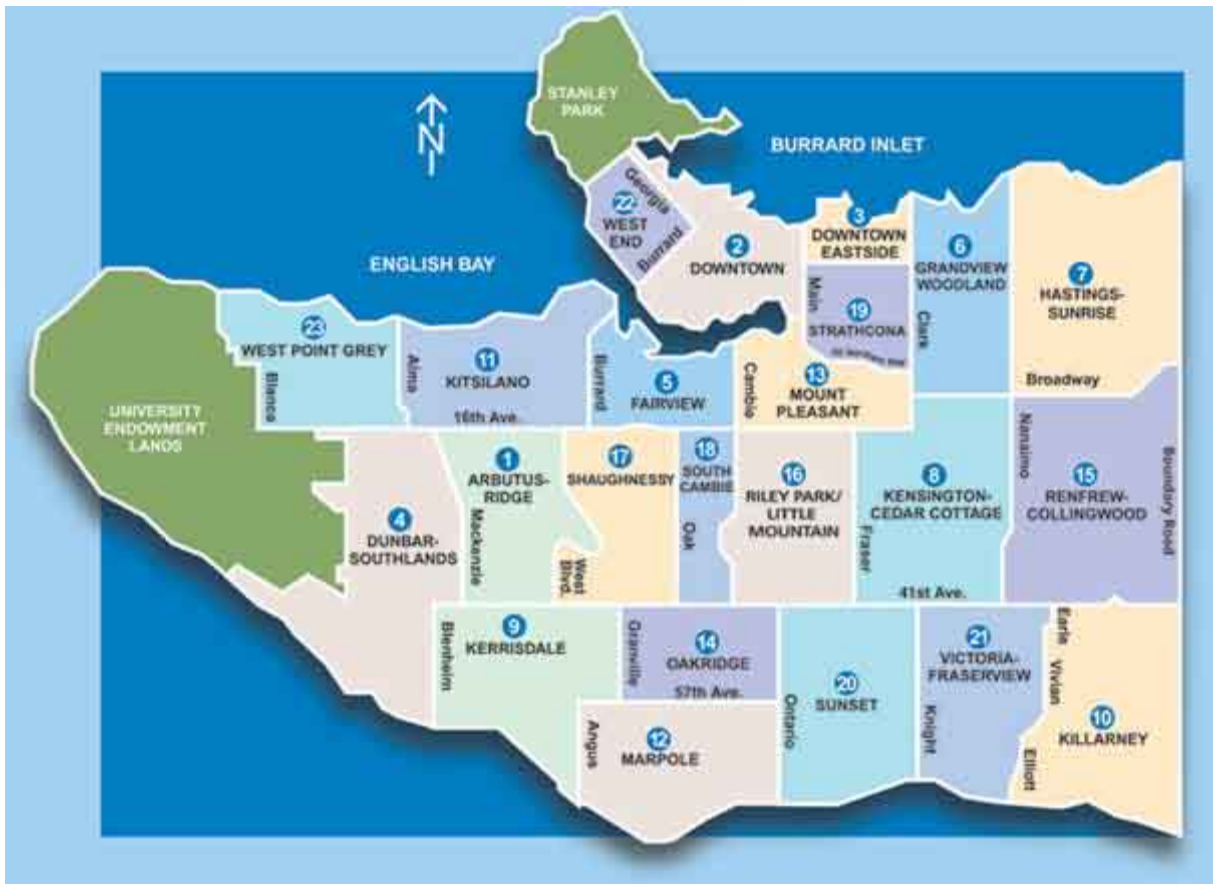 STANLEY
PARK
N
BURRARD INLET
Georgia
22
WEST
END
Burrard
2
DOWNTOWN
3
DOWNTOWN
EASTSIDE
6
GRANDVIEW
WOODLAND
7
HASTINGS-
SUNRISE
ENGLISH BAY
Main
19
STRATHCONA
Clare
23
WEST POINT GREY
Blanca
Alma
11
KITSILANO
16th Ave.
Burrard
5
FAIRVIEW
Cambie
13
MOUNT
PLEASANT
Broadway
UNIVERSITY
ENDOWMENT
LANDS
4
DUNBAR-
SOUTHLANDS
1
ARBUTUS-
RIDGE
Mackenzie
17
SHAUGHNESSY
West
Blvd.
18
SOUTH
CAMBIE
Oak
16
RILEY PARK/
LITTLE
MOUNTAIN
Fraser
8
KENSINGTON-
CEDAR COTTAGE
41st Ave.
Nanaimo
15
RENFREW-
COLLINGWOOD
Boundary Road
Blenheim
9
KERRISDALE
Granville
14
OAKRIDGE
57th Ave.
Ontario
20
SUNSET
21
VICTORIA-
FRASERVIEW
Knight
Earle
Vivian
Elliott
10
KILLARNEY
Angus
12
MARPOLE